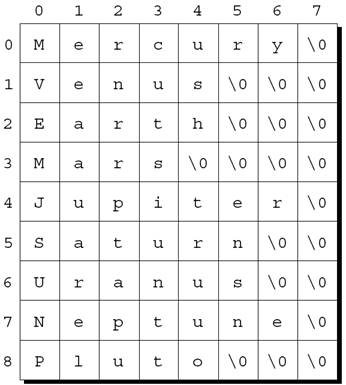 0 1 2 3 4 5 6 7
0 M e r c u r y \0
1 V e n u s \0 \0 \0
2 E a r t h \0 \0 \0
3 M a r s \0 \0 \0 \0
4 J u p i t e r \0
5 S a t u r n \0 \0
6 U r a n u s \0 \0
7 N e p t u n e \0
8 P l u t o \0 \0 \0